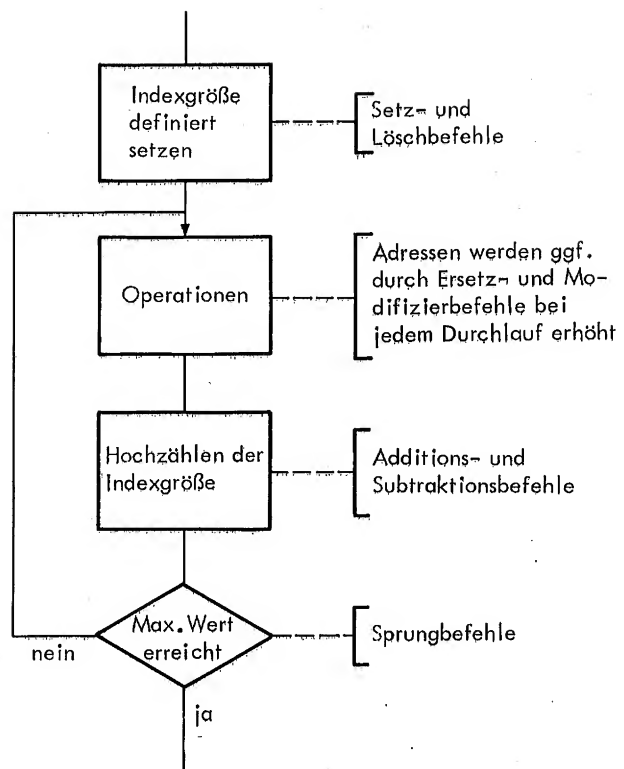 Indexgröße
definiert
setzen
Setz- und
Löschbefehle
Operationen
Adressen werden ggf.
durch Ersetz- und Mo-
difizierbefehle bei
jedem Durchlauf erhöht
Hochzählen der
Indexgröße
Additions- und
Subtraktionsbefehle
Max.Wert
erreicht
Sprungbefehle
nein
ja